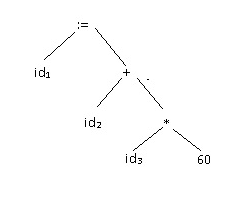 :=
id₁ +
id₂ *
id₃ 60